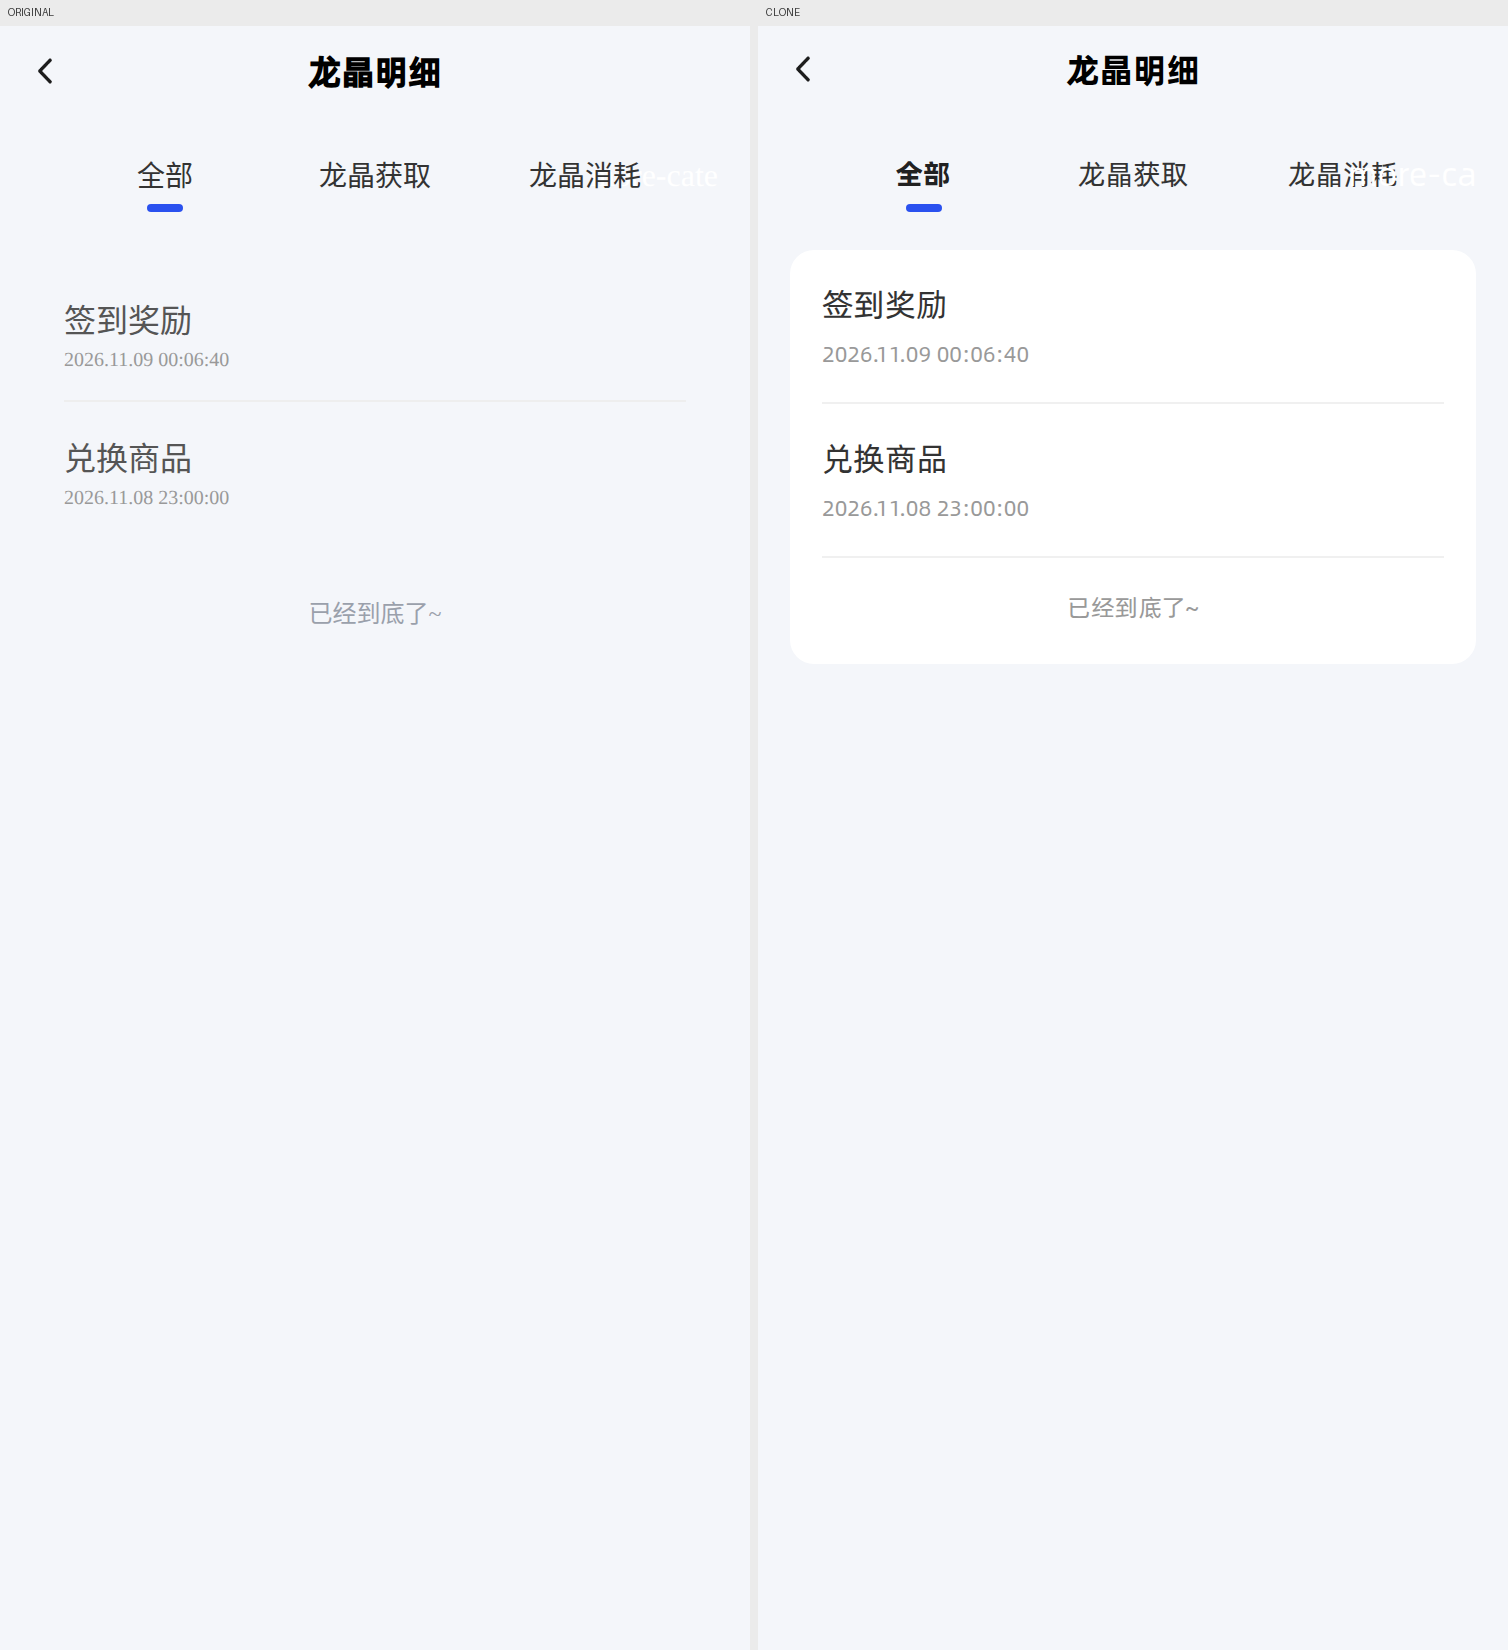 ORIGINAL
龙晶明细
全部
龙晶获取
龙晶消耗
e-cate
签到奖励
2026.11.09 00:06:40
兑换商品
2026.11.08 23:00:00
已经到底了~
CLONE
龙晶明细
全部
龙晶获取
龙晶消耗
more-ca
签到奖励
2026.11.09 00:06:40
兑换商品
2026.11.08 23:00:00
已经到底了~